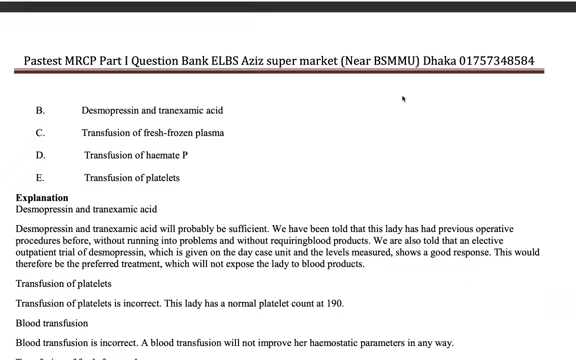 Pastest MRCP Part I Question Bank ELBS Aziz super market (Near BSMMU) Dhaka 01757348584
B. Desmopressin and tranexamic acid
C. Transfusion of fresh-frozen plasma
D. Transfusion of haemate P
E. Transfusion of platelets
Explanation
Desmopressin and tranexamic acid
Desmopressin and tranexamic acid will probably be sufficient. We have been told that this lady has had previous operative
procedures before, without running into problems and without requiringblood products. We are also told that an elective
outpatient trial of desmopressin, which is given on the day case unit and the levels measured, shows a good response. This would
therefore be the preferred treatment, which will not expose the lady to blood products.
Transfusion of platelets
Transfusion of platelets is incorrect. This lady has a normal platelet count at 190.
Blood transfusion
Blood transfusion is incorrect. A blood transfusion will not improve her haemostatic parameters in any way.